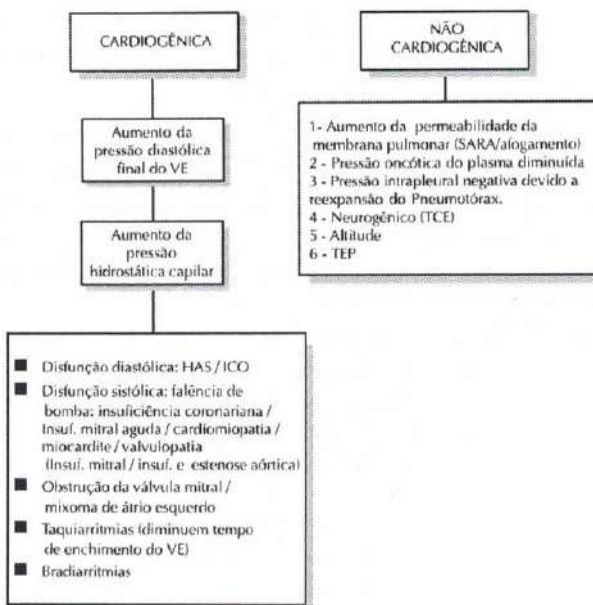 CARDIOGÊNICA
Aumento da
pressão diastólica
final do VE
Aumento da
pressão
hidrostática capilar
■ Disfunção diastólica: HAS / ICO
■ Disfunção sistólica: falência de
bomba: insuficiência coronariana /
Insuf. mitral aguda / cardiomiopatia /
miocardite / valvulopatia
(Insuf. mitral / insuf. e estenose aórtica)
■ Obstrução da válvula mitral /
mixoma de átrio esquerdo
■ Taquiarritmias (diminuem tempo
de enchimento do VE)
■ Bradiarritmias
NÃO
CARDIOGÊNICA
1- Aumento da permeabilidade da
membrana pulmonar (SARA/afogamento)
2 - Pressão oncótica do plasma diminuída
3 - Pressão intrapleural negativa devido a
reexpansão do Pneumotórax.
4 - Neurogênico (TCE)
5 - Altitude
6 - TEP